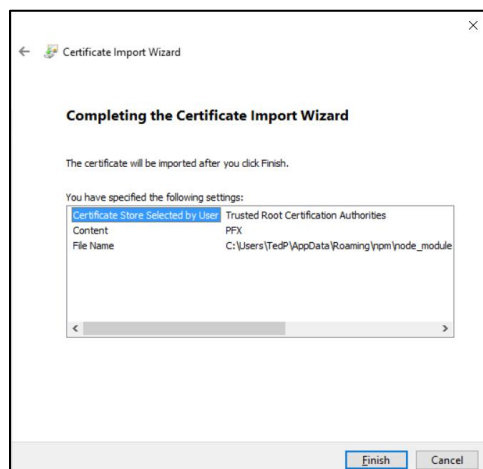 Certificate Import Wizard
Completing the Certificate Import Wizard
The certificate will be imported after you click Finish.
You have specified the following settings:
Certificate Store Selected by User Trusted Root Certification Authorities
Content PFX
File Name C:\Users\TedP\AppData\Roaming\npm\node_module
Finish Cancel